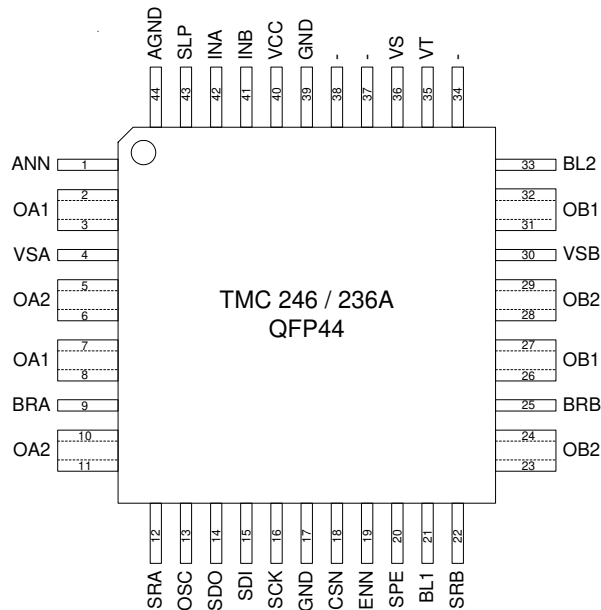 AGND SLP INA INB VCC GND - - VS VT -
44 43 42 41 40 39 38 37 36 35 34
ANN 1 33 BL2
2 32
OA1 OB1
3 31
VSA 4 30 VSB
5 29
OA2 OB2
6 28
TMC 246 / 236A
QFP44
7 27
OA1 OB1
8 26
BRA 9 25 BRB
10 24
OA2 OB2
11 23
12 13 14 15 16 17 18 19 20 21 22
SRA OSC SDO SDI SCK GND CSN ENN SPE BL1 SRB